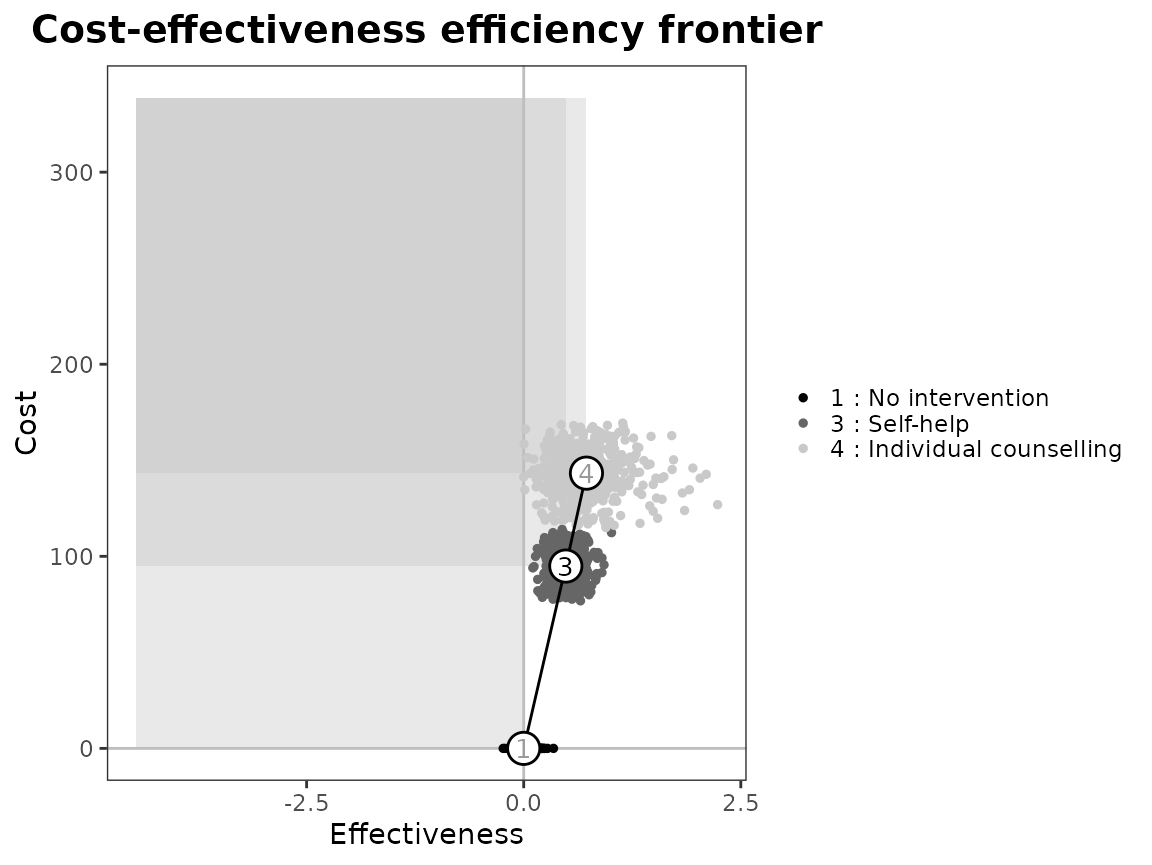 Cost-effectiveness efficiency frontier
300
200
100
0
Cost
4
3
1
-2.5
0.0
2.5
Effectiveness
1 : No intervention
3 : Self-help
4 : Individual counselling